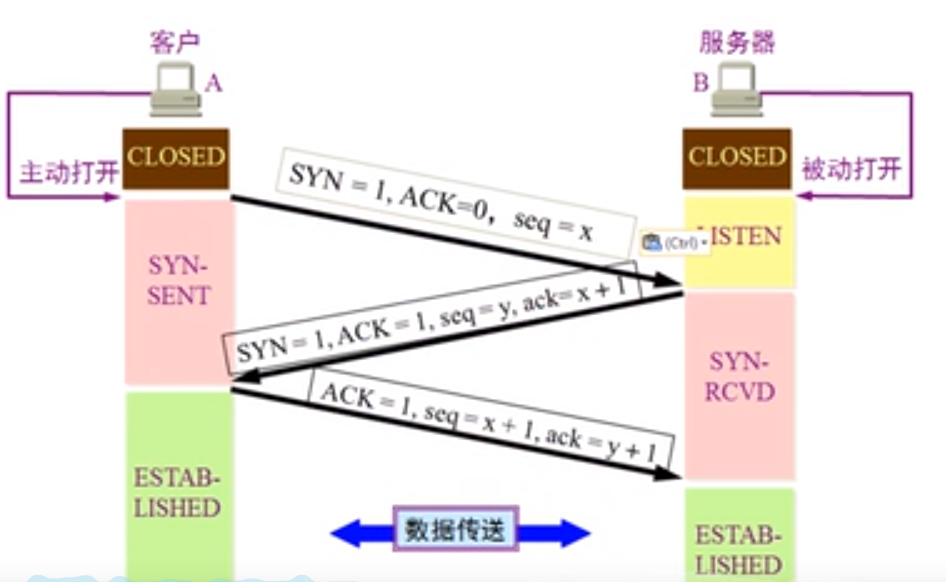 客户
服务器
A
B
CLOSED
CLOSED
主动打开
被动打开
SYN = 1, ACK=0, seq = x
(Ctrl)
LISTEN
SYN-
SENT
SYN = 1, ACK = 1, seq = y, ack= x + 1
SYN-
RCVD
ACK = 1, seq = x + 1, ack = y + 1
ESTAB-
LISHED
数据传送
ESTAB-
LISHED